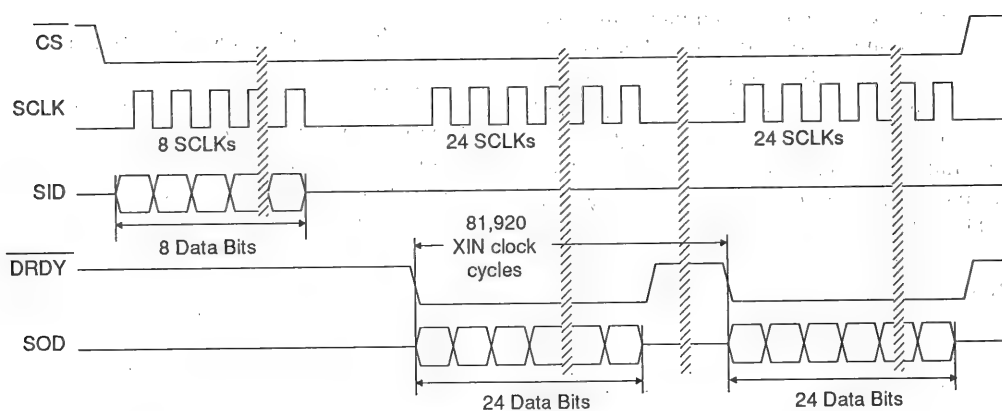 CS
SCLK
8 SCLKs
24 SCLKs
24 SCLKs
SID
8 Data Bits
81,920
XIN clock
cycles
DRDY
SOD
24 Data Bits
24 Data Bits